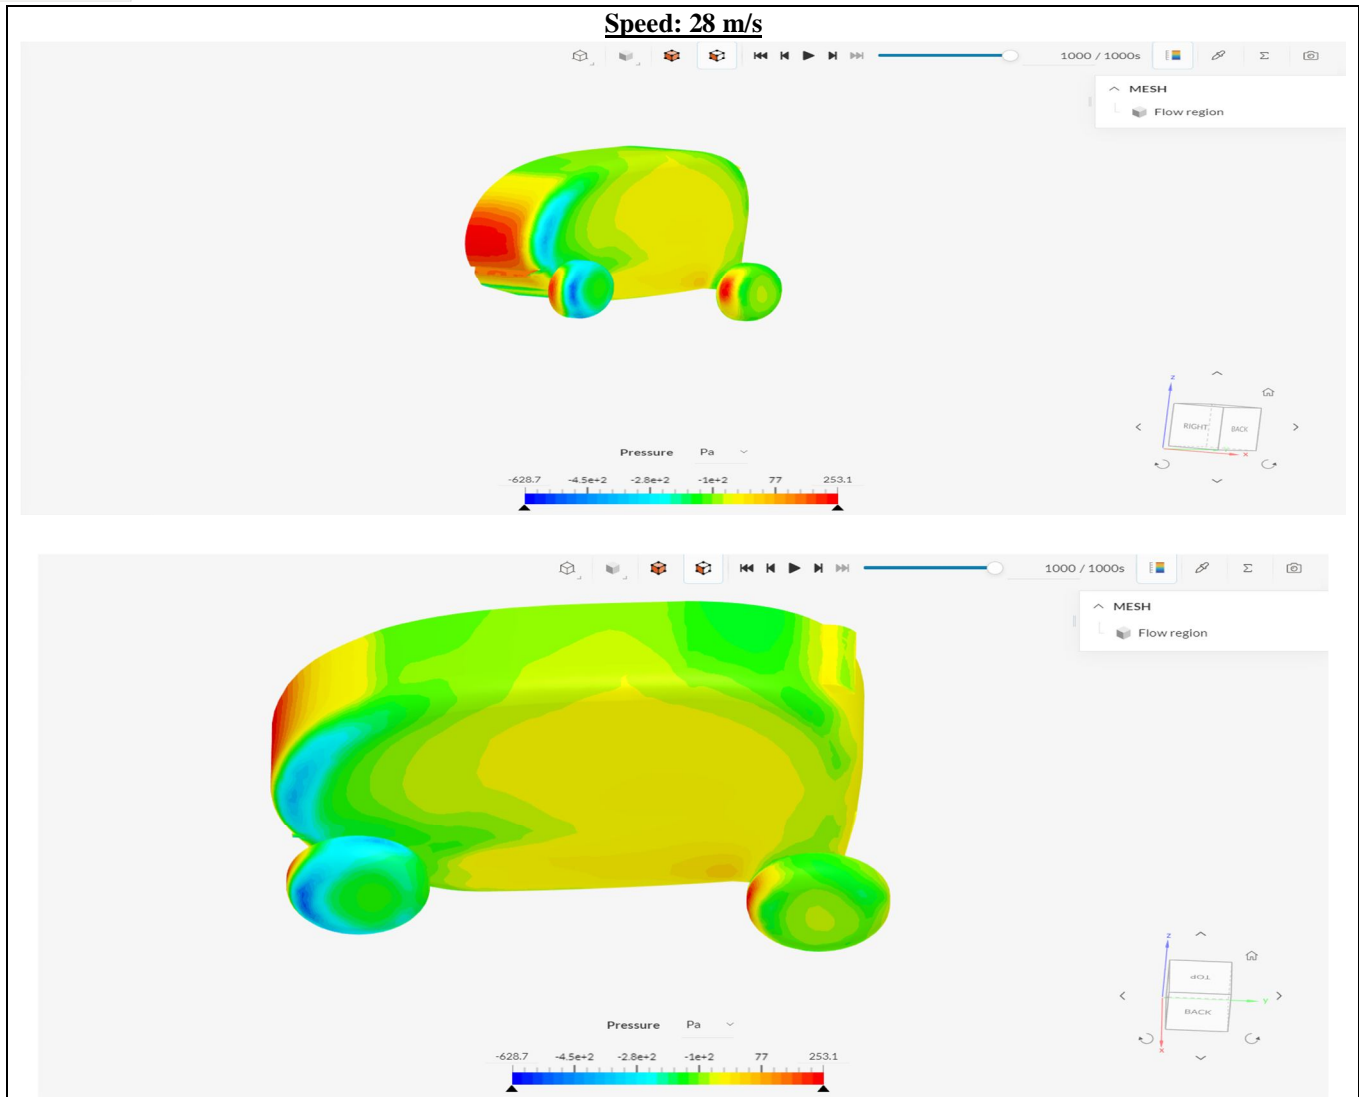 Speed: 28 m/s
1000 / 1000s
MESH
Flow region
z
RIGHT
BACK
x
Pressure Pa
-628.7 -4.5e+2 -2.8e+2 -1e+2 77 253.1
1000 / 1000s
MESH
Flow region
z
TOP
Y
BACK
x
Pressure Pa
-628.7 -4.5e+2 -2.8e+2 -1e+2 77 253.1